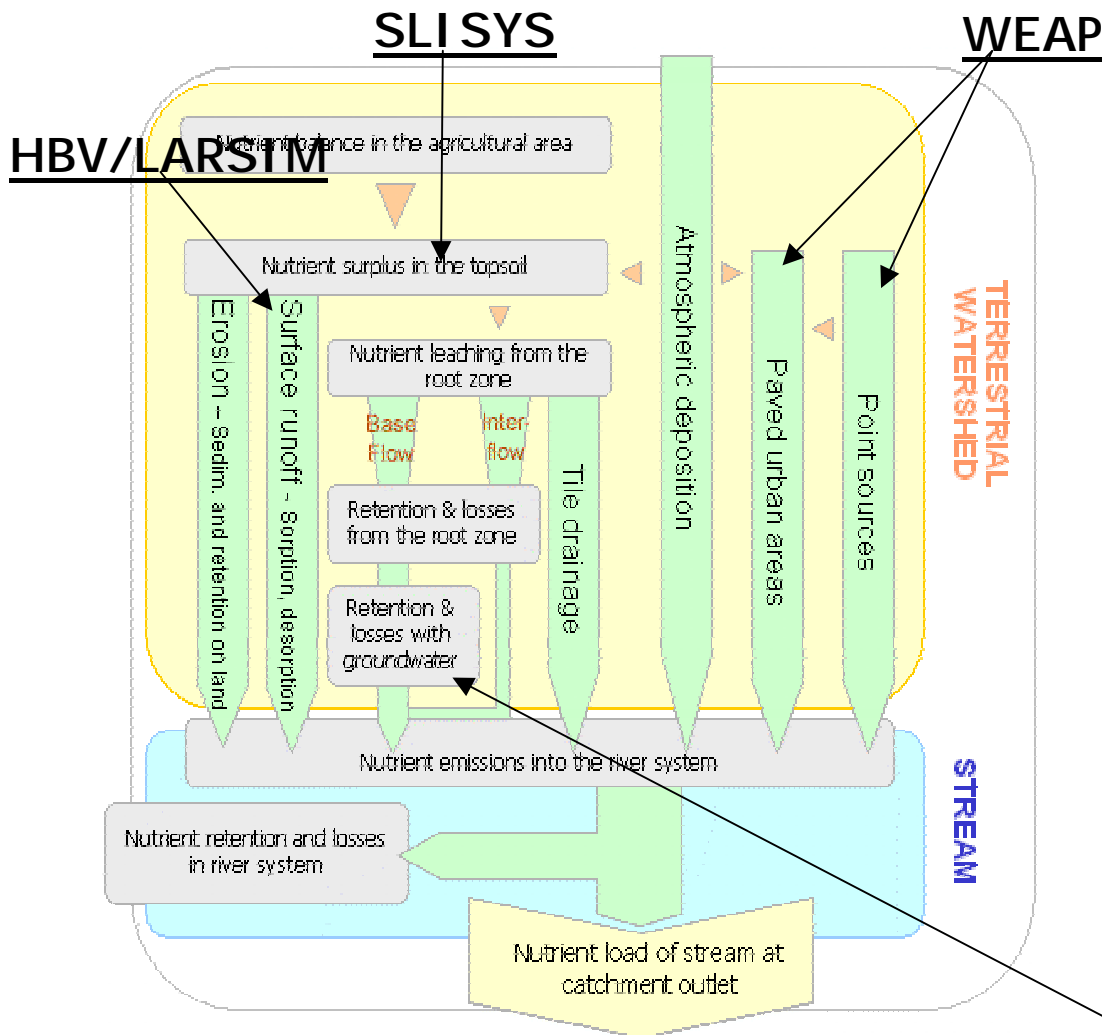 SLISYS
WEAP
Nutrient balance in the agricultural area
HBV/LARSIM
Nutrient surplus in the topsoil
Atmospheric deposition
Erosion – Sedim. and retention on land
Surface runoff - Sorption, desorption
Nutrient leaching from the
root zone
Base
Flow
Inter-
flow
Tile drainage
Paved urban areas
Point sources
TERRESTRIAL
WATERSHED
Retention & losses
from the root zone
Retention &
losses with
groundwater
Nutrient emissions into the river system
STREAM
Nutrient retention and losses
in river system
Nutrient load of stream at
catchment outlet